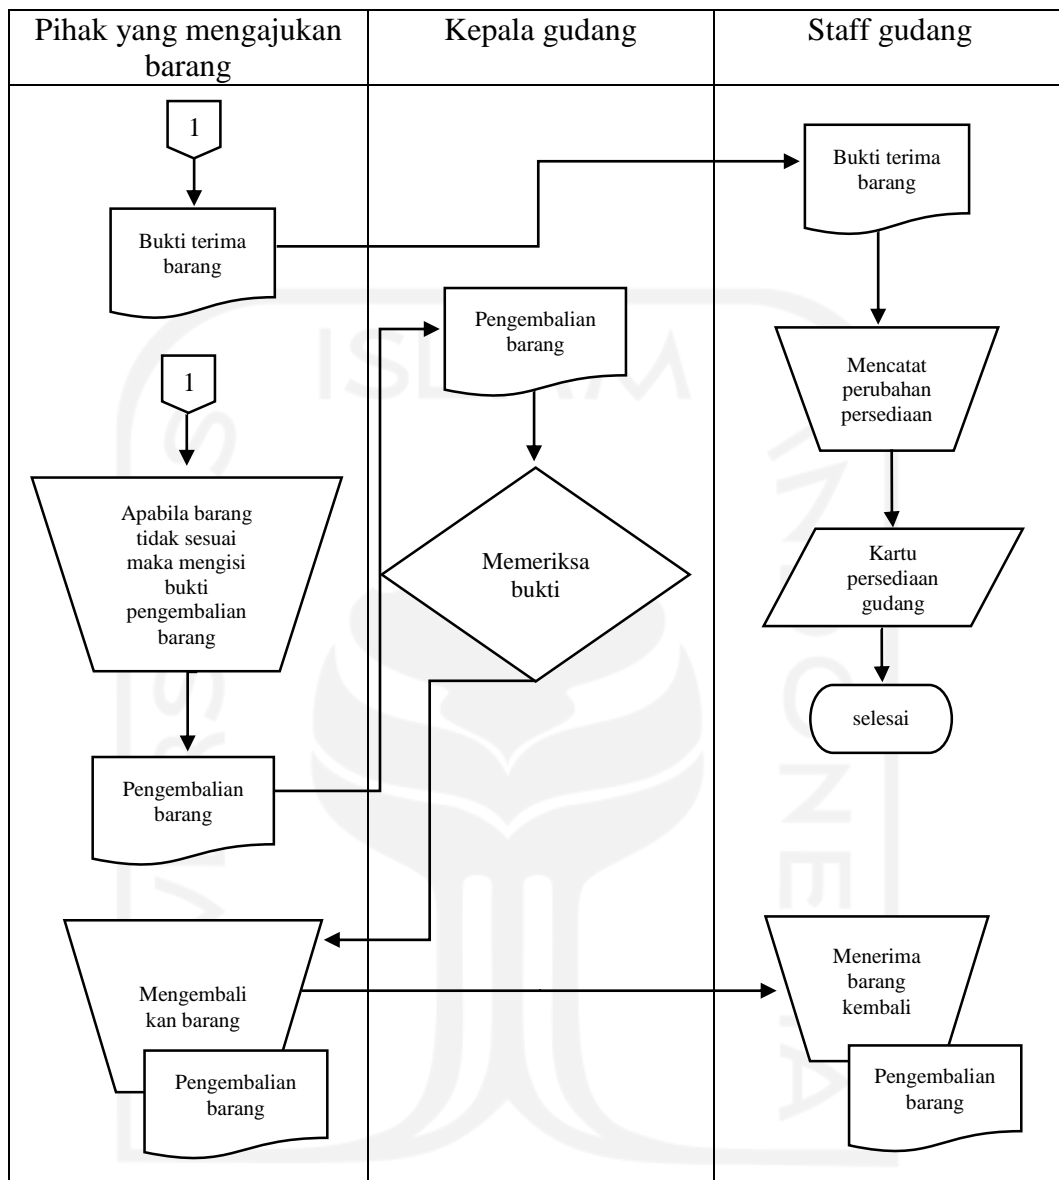 Pihak yang mengajukan
barang
Kepala gudang
Staff gudang
1
Bukti terima
barang
1
Apabila barang
tidak sesuai
maka mengisi
bukti
pengembalian
barang
Pengembalian
barang
Mengembali
kan barang
Pengembalian
barang
Pengembalian
barang
Memeriksa
bukti
Bukti terima
barang
Mencatat
perubahan
persediaan
Kartu
persediaan
gudang
selesai
Menerima
barang
kembali
Pengembalian
barang
ISLAM
INDONESIA